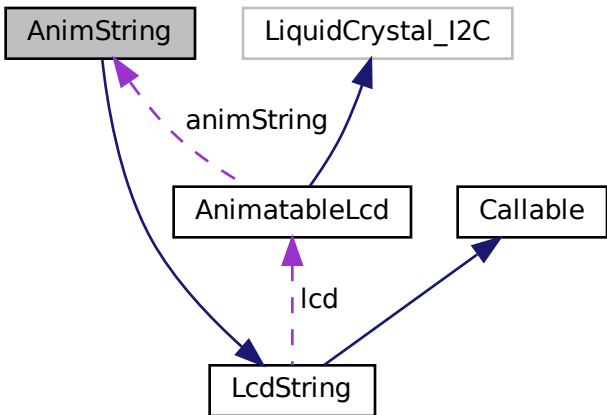 AnimString
LiquidCrystal_I2C
animString
AnimatableLcd
Callable
lcd
LcdString